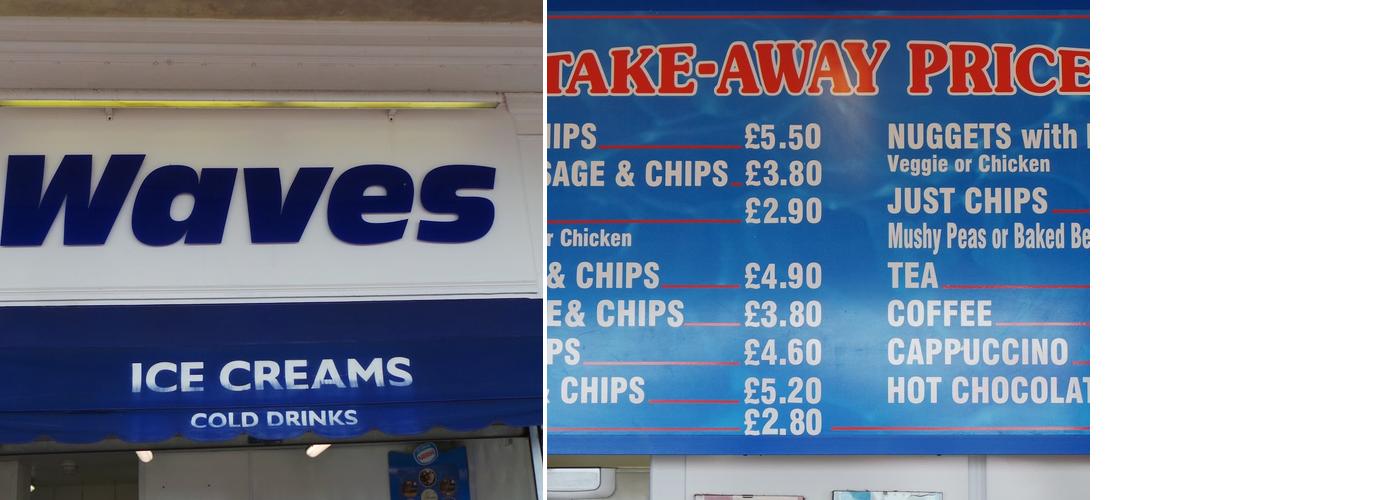 Waves
ICE CREAMS
COLD DRINKS
TAKE-AWAY PRICE
HIPS £5.50
SAGE & CHIPS £3.80
£2.90
r Chicken
& CHIPS £4.90
E & CHIPS £3.80
PS £4.60
& CHIPS £5.20
£2.80
NUGGETS with
Veggie or Chicken
JUST CHIPS
Mushy Peas or Baked Be
TEA
COFFEE
CAPPUCCINO
HOT CHOCOLAT